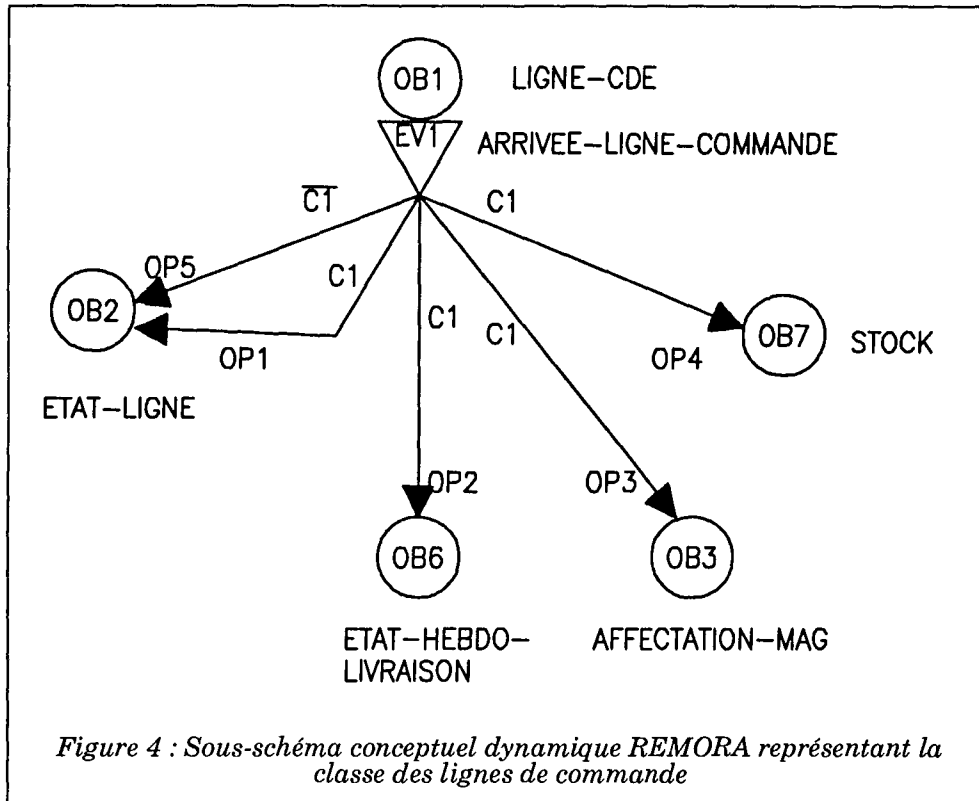 OB1 LIGNE-CDE
EV1 ARRIVEE-LIGNE-COMMANDE
C1 C1
OP5 C1
OB2 C1 C1 OB7 STOCK
OP1 OP4
ETAT-LIGNE
OP2 OP3
OB6 OB3
ETAT-HEBDO- AFFECTATION-MAG
LIVRAISON
Figure 4 : Sous-schéma conceptuel dynamique REMORA représentant la
classe des lignes de commande